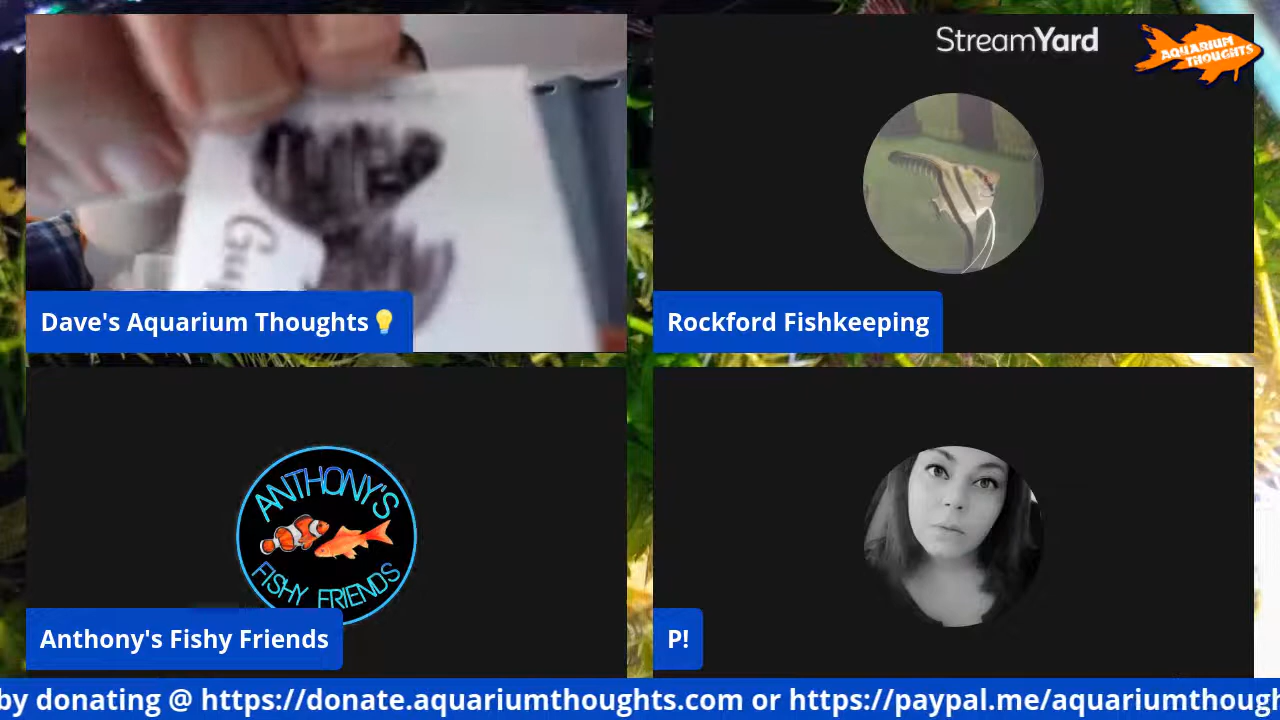 StreamYard
AQUARIUM
THOUGHTS
Gu
Dave's Aquarium Thoughts💡
Rockford Fishkeeping
ANTHONY'S
FISHY FRIENDS
Anthony's Fishy Friends
P!
by donating @ https://donate.aquariumthoughts.com or https://paypal.me/aquariumthough